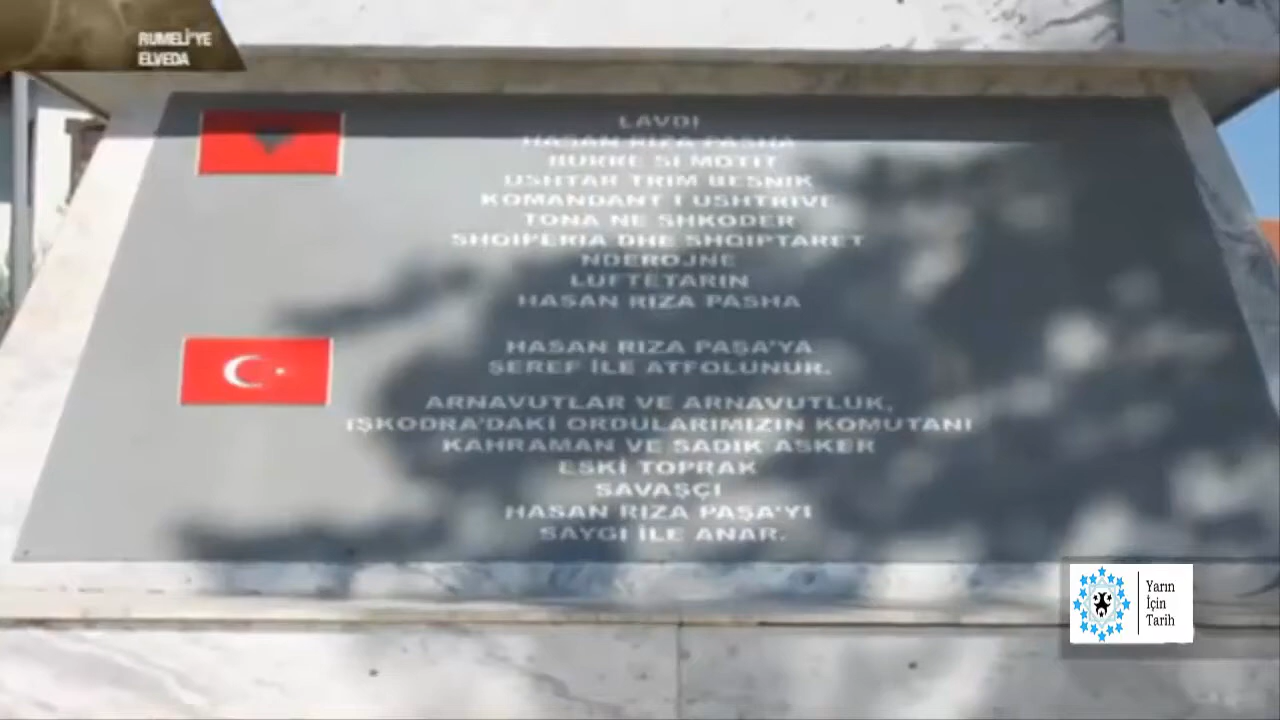 RUMELİ'YE
ELVEDA
LAVDI
HASAN RIZA PASHA
BURRE SI MOTIT
USHTAR TRIM BESNIK
KOMANDANT I USHTRIVE
TONA NE SHKODER
SHQIPERIA DHE SHQIPTARET
NDEROJNE
LUFTETARIN
HASAN RIZA PASHA
HASAN RIZA PAŞA'YA
ŞEREF İLE ATFOLUNUR.
ARNAVUTLAR VE ARNAVUTLUK,
İŞKODRA'DAKİ ORDULARIMIZIN KOMUTANI
KAHRAMAN VE SADIK ASKER
ESKİ TOPRAK
SAVAŞÇI
HASAN RIZA PAŞA'YI
SAYGI İLE ANAR.
Yarın
İçin
Tarih